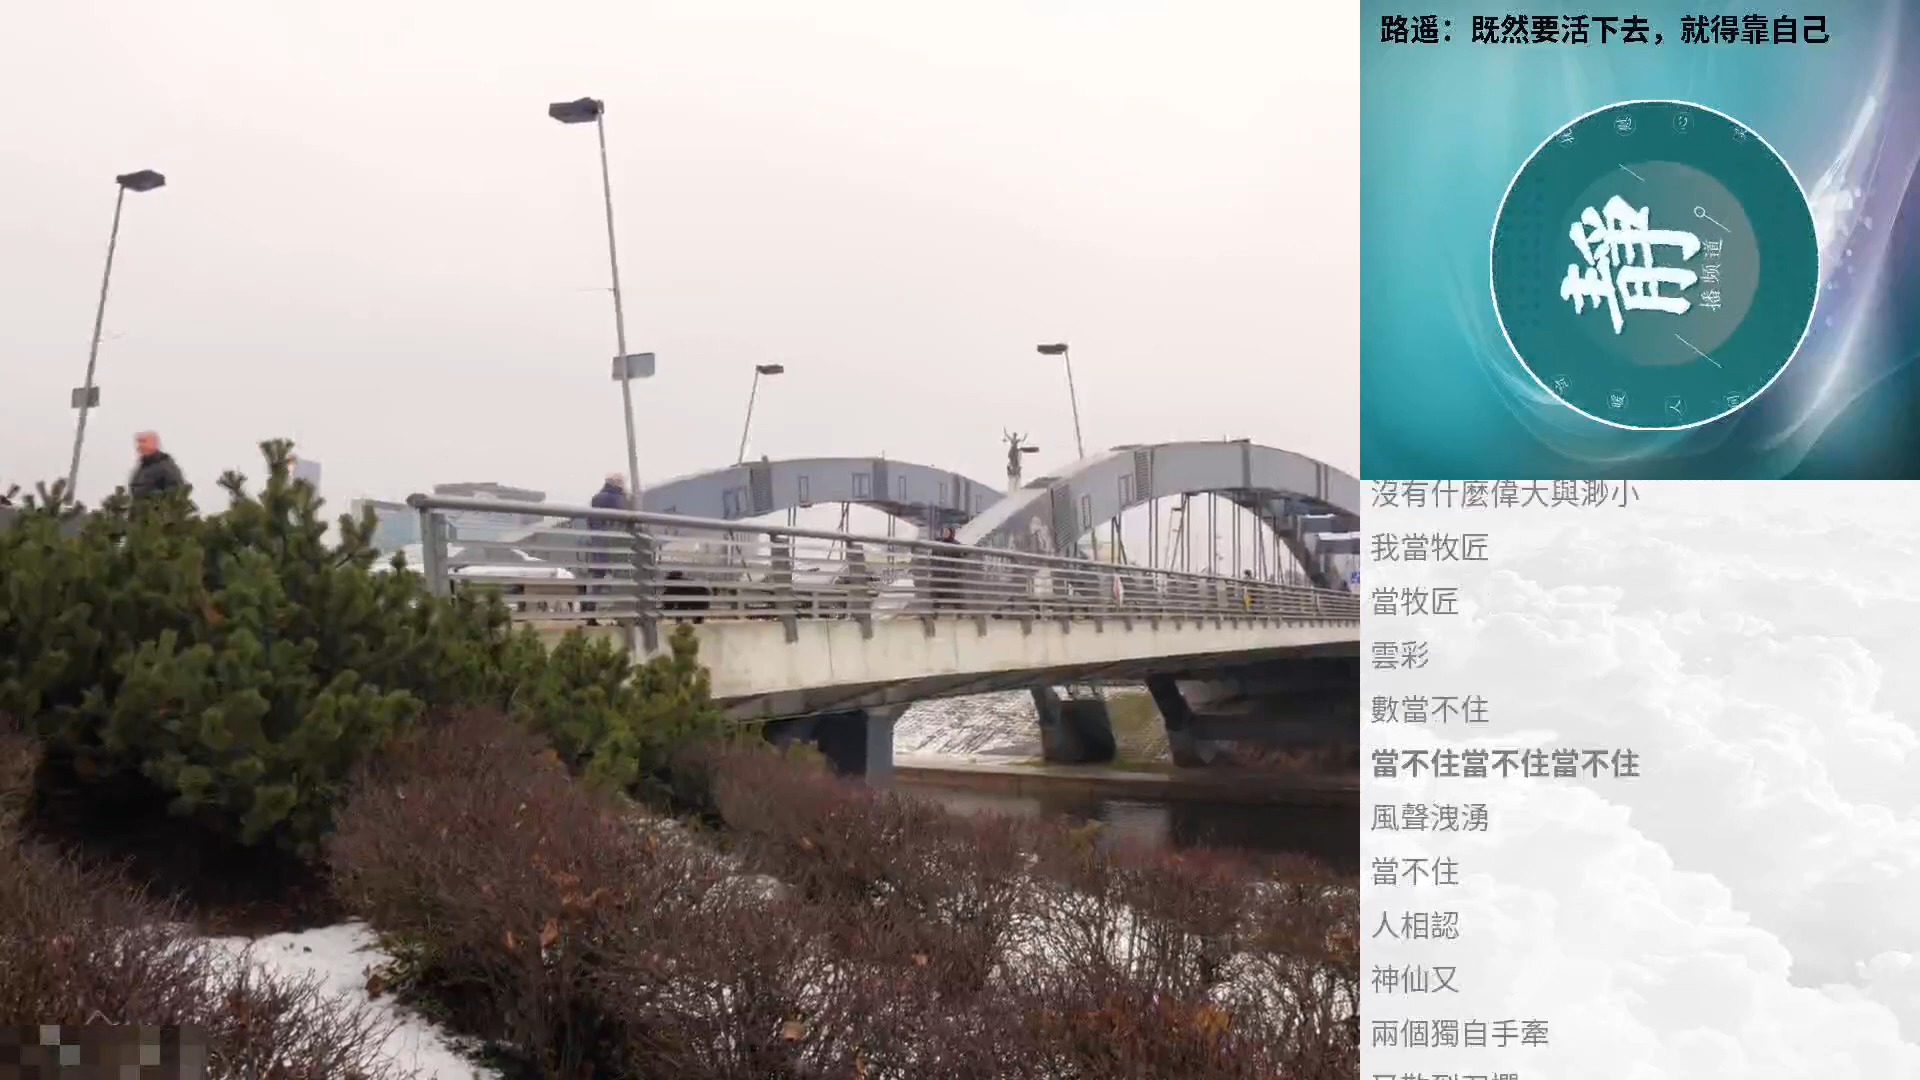 路遥：既然要活下去，就得靠自己
靜
播频道
沒有什麼偉大與渺小
我當牧匠
當牧匠
雲彩
數當不住
當不住當不住當不住
風聲洩湧
當不住
人相認
神仙又
兩個獨自手牽